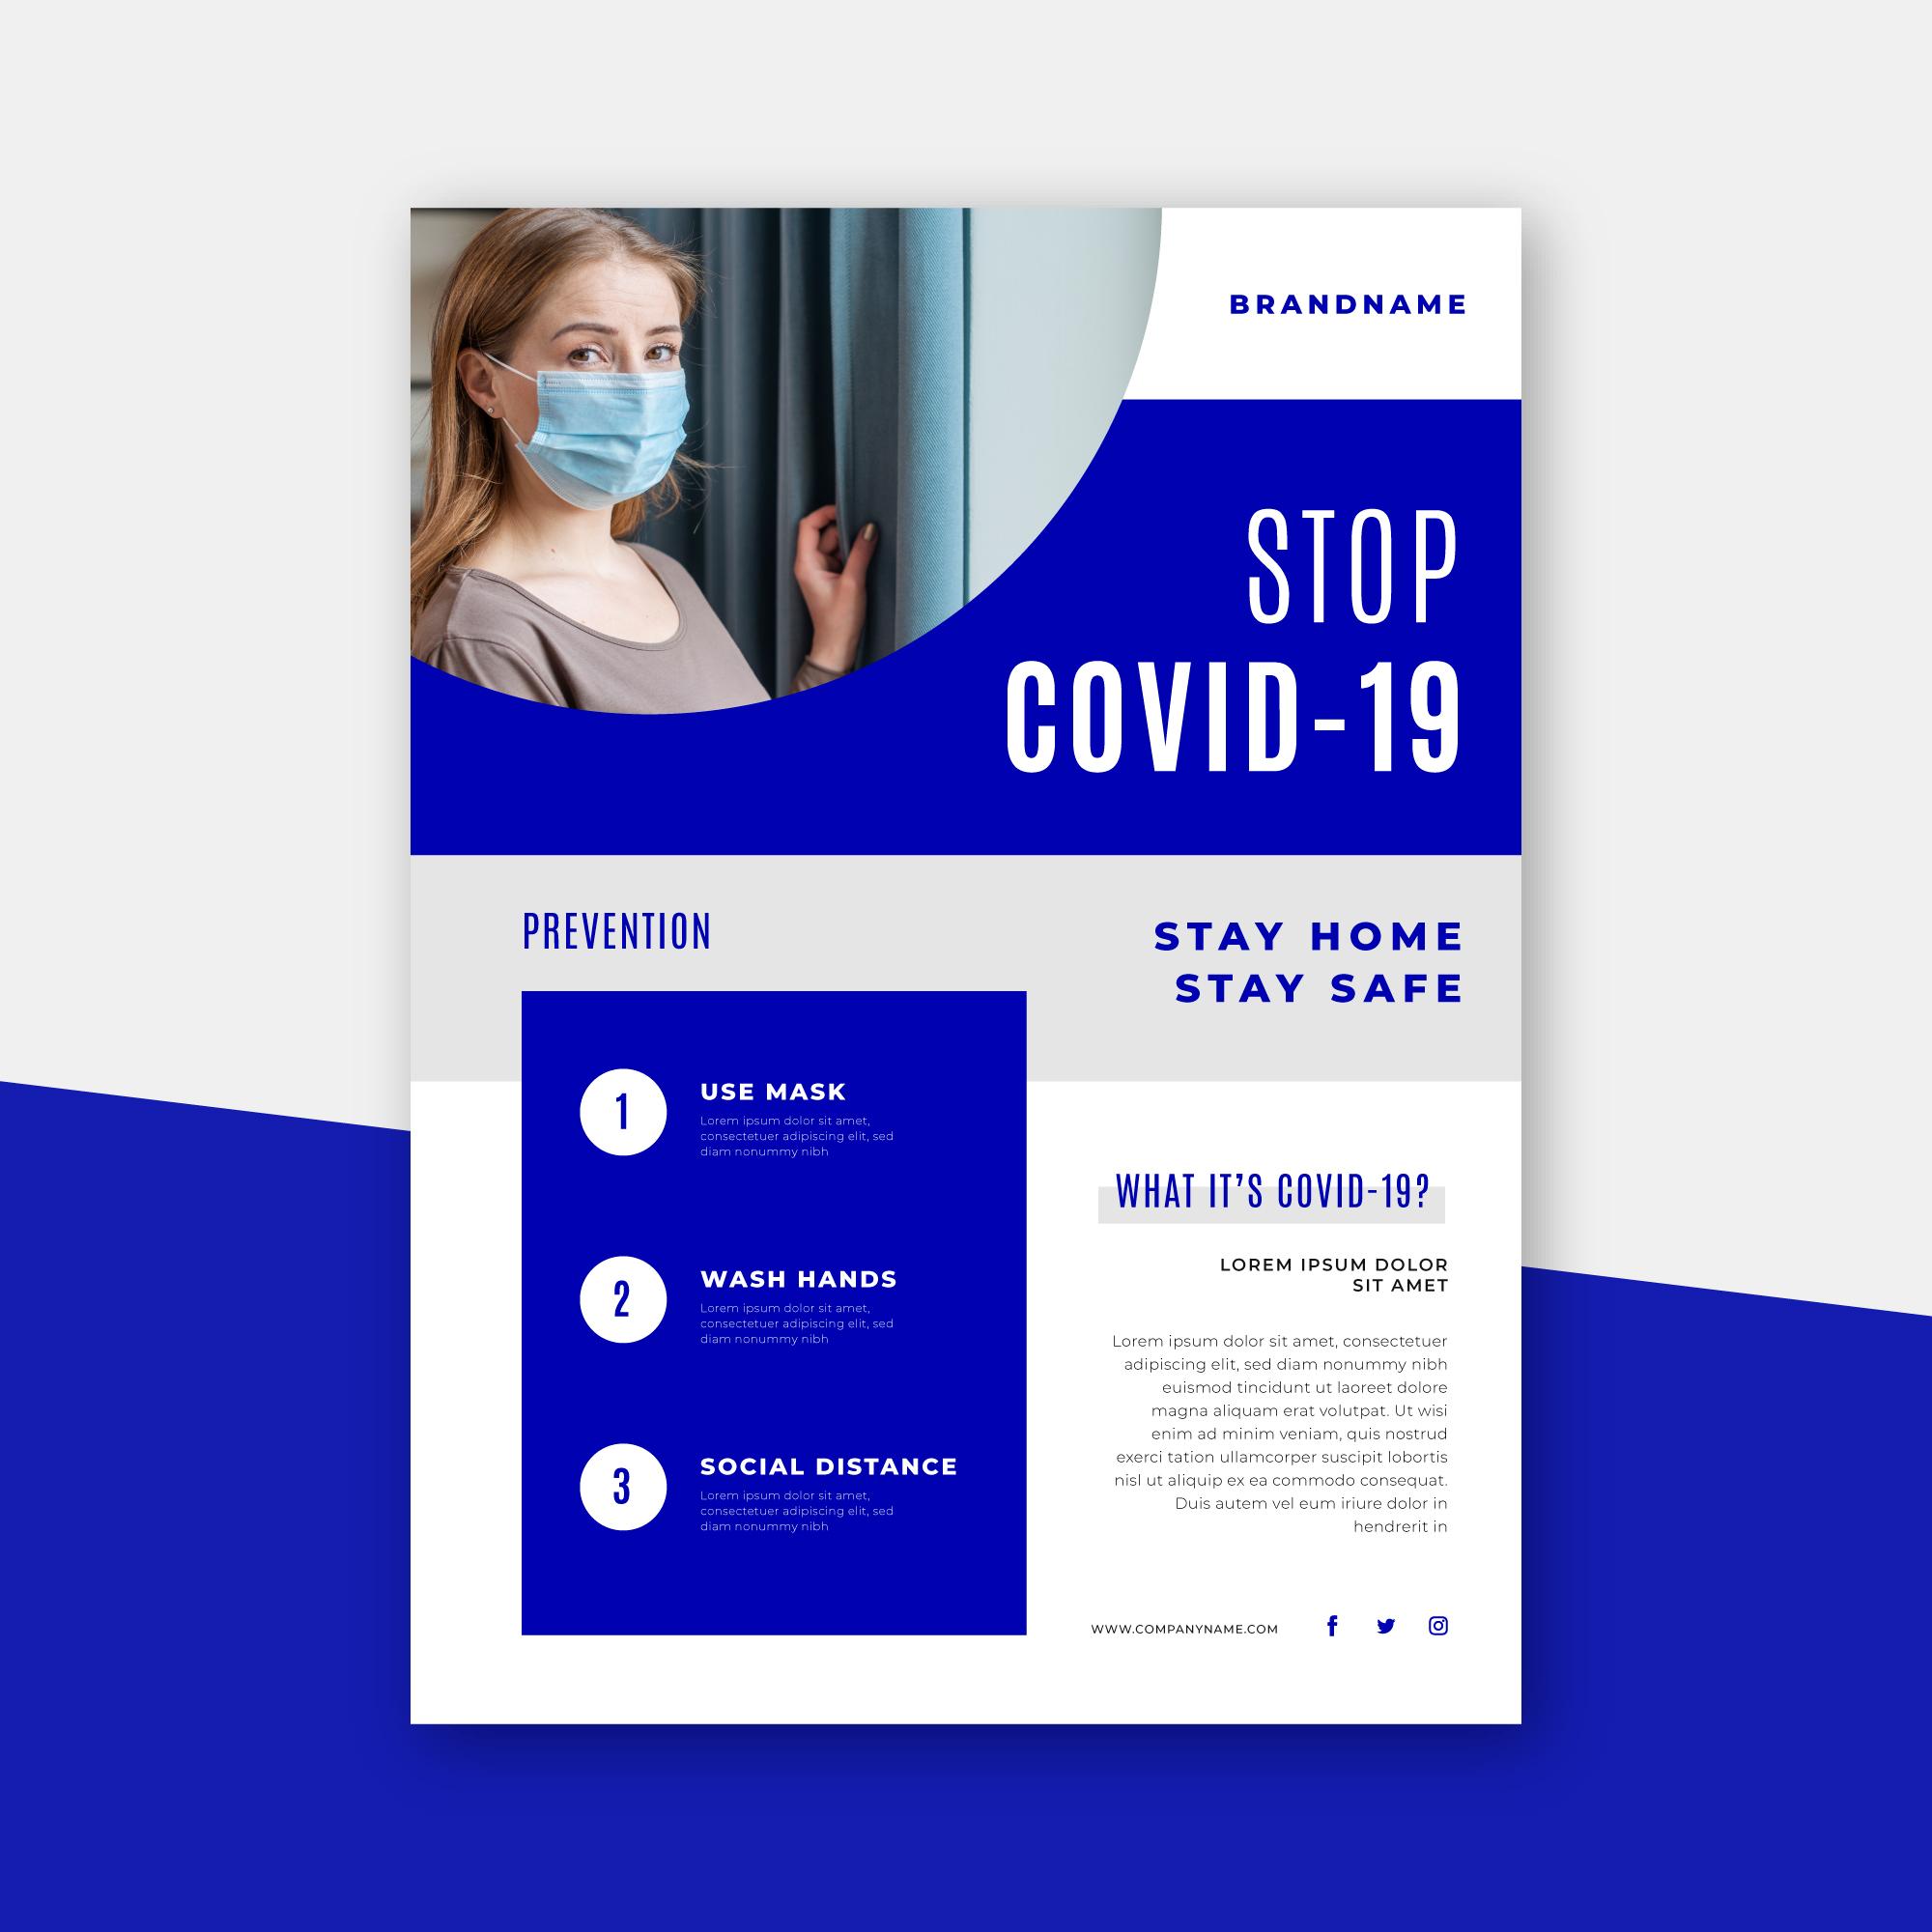 BRANDNAME
STOP
COVID-19
PREVENTION
STAY HOME
STAY SAFE
1
USE MASK
Lorem ipsum dolor sit amet,
consectetuer adipiscing elit, sed
diam nonummy nibh
2
WASH HANDS
Lorem ipsum dolor sit amet,
consectetuer adipiscing elit, sed
diam nonummy nibh
3
SOCIAL DISTANCE
Lorem ipsum dolor sit amet,
consectetuer adipiscing elit, sed
diam nonummy nibh
WHAT IT'S COVID-19?
LOREM IPSUM DOLOR
SIT AMET
Lorem ipsum dolor sit amet, consectetuer
adipiscing elit, sed diam nonummy nibh
euismod tincidunt ut laoreet dolore
magna aliquam erat volutpat. Ut wisi
enim ad minim veniam, quis nostrud
exerci tation ullamcorper suscipit lobortis
nisl ut aliquip ex ea commodo consequat.
Duis autem vel eum iriure dolor in
hendrerit in
WWW.COMPANYNAME.COM